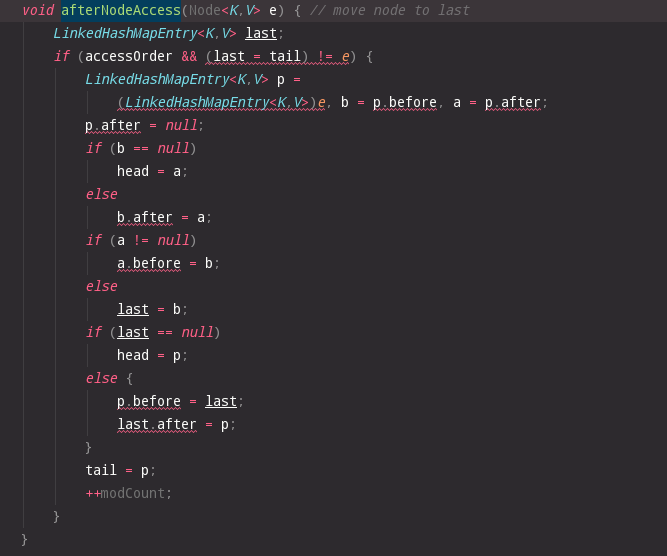 void afterNodeAccess(Node<K,V> e) { // move node to last
    LinkedHashMapEntry<K,V> last;
    if (accessOrder && (last = tail) != e) {
        LinkedHashMapEntry<K,V> p =
            (LinkedHashMapEntry<K,V>)e, b = p.before, a = p.after;
        p.after = null;
        if (b == null)
            head = a;
        else
            b.after = a;
        if (a != null)
            a.before = b;
        else
            last = b;
        if (last == null)
            head = p;
        else {
            p.before = last;
            last.after = p;
        }
        tail = p;
        ++modCount;
    }
}